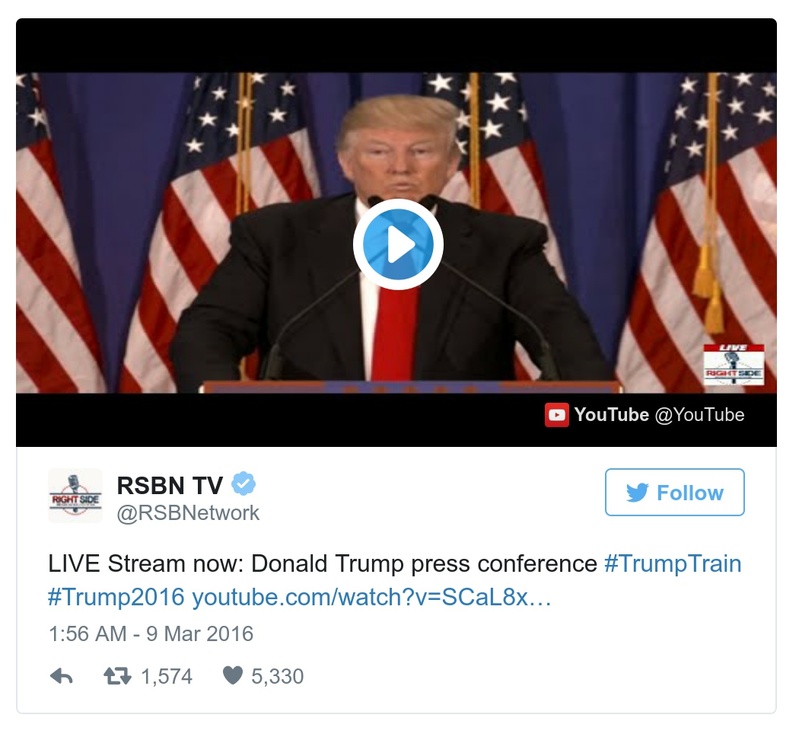 LIVE
RIGHT SIDE
YouTube @YouTube
RSBN TV
@RSBNetwork
RIGHT SIDE
Follow
LIVE Stream now: Donald Trump press conference #TrumpTrain
#Trump2016 youtube.com/watch?v=SCaL8x…
1:56 AM - 9 Mar 2016
1,574 5,330